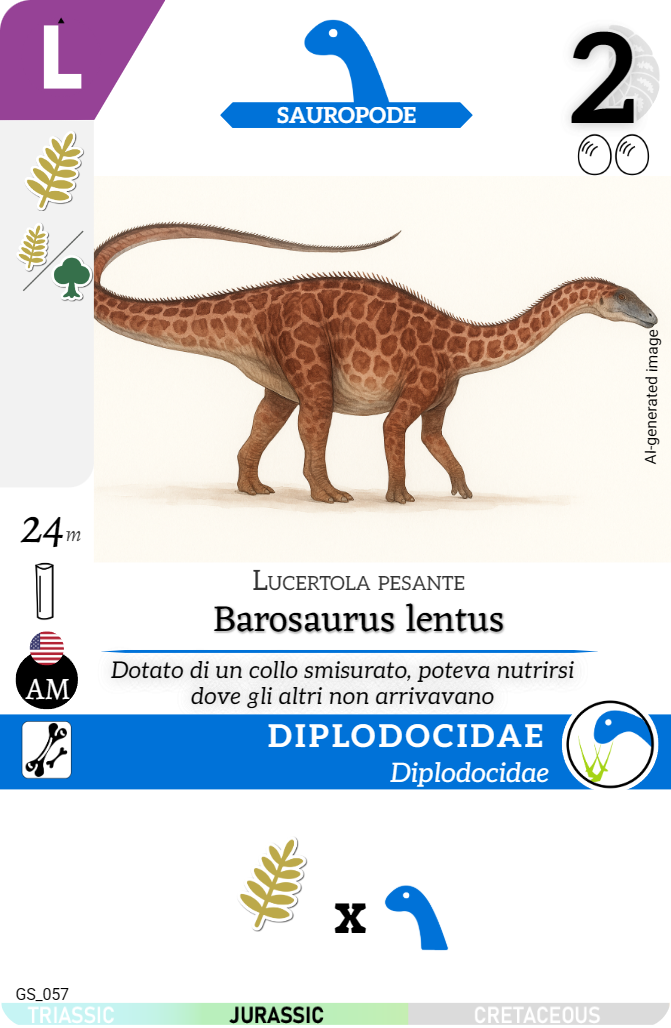 L
SAUROPODE
2
AI-generated image
24m
LUCERTOLA PESANTE
Barosaurus lentus
AM
Dotato di un collo smisurato, poteva nutrirsi
dove gli altri non arrivavano
DIPLODOCIDAE
Diplodocidae
x
GS_057
TRIASSIC JURASSIC CRETACEOUS